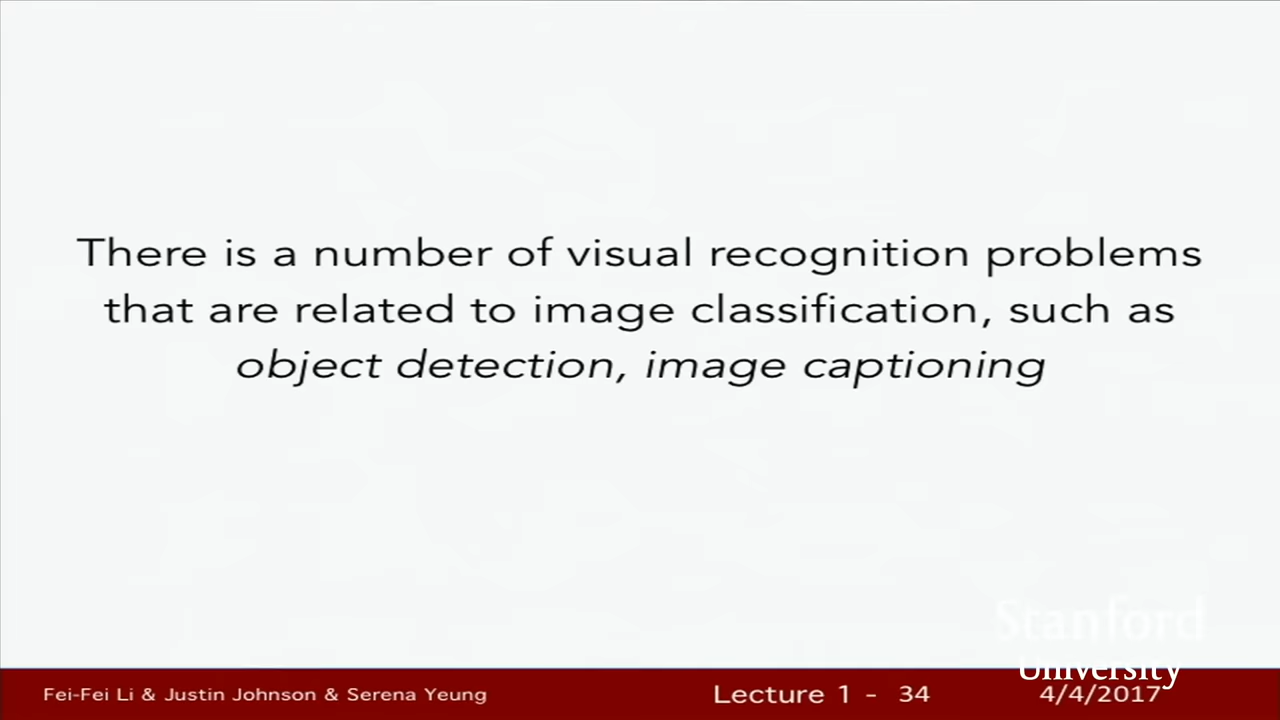 There is a number of visual recognition problems
that are related to image classification, such as
object detection, image captioning
Stanford
University
Fei-Fei Li & Justin Johnson & Serena Yeung
Lecture 1 - 34
4/4/2017